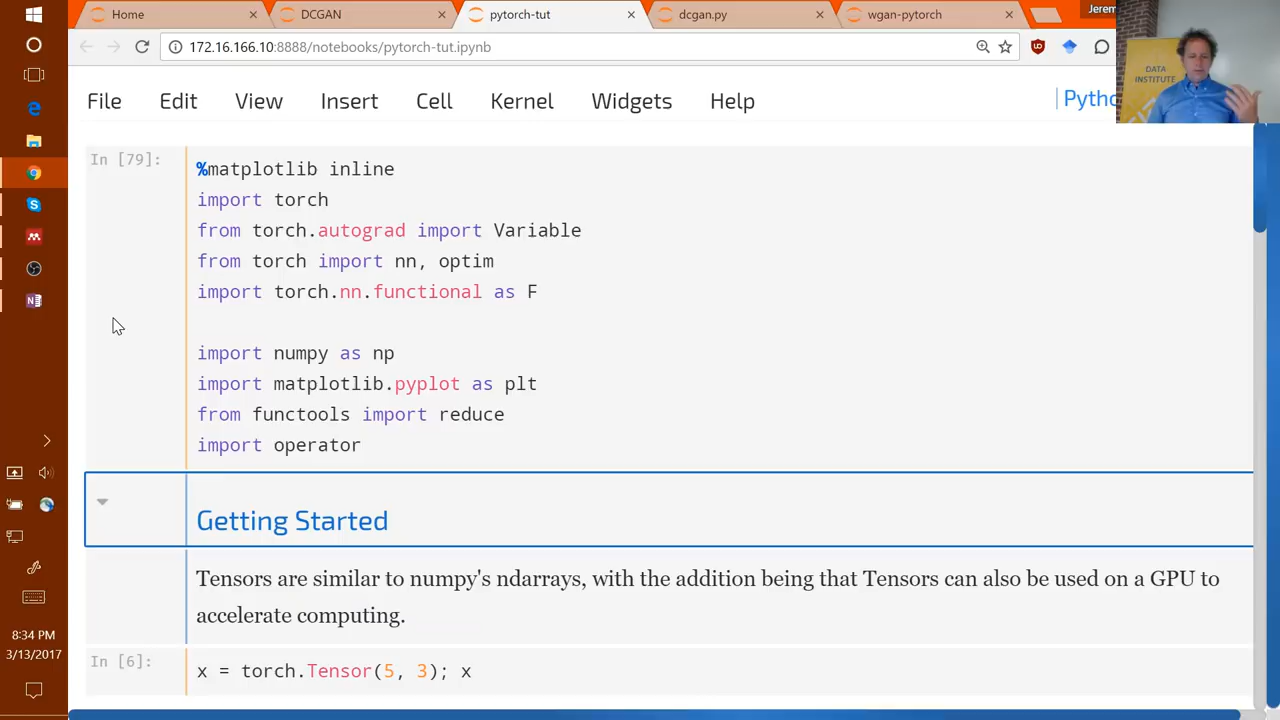 Home
DCGAN
pytorch-tut
dcgan.py
wgan-pytorch
Jerem
172.16.166.10:8888/notebooks/pytorch-tut.ipynb
DATA
INSTITUTE
File Edit View Insert Cell Kernel Widgets Help
Pytho
In [79]:
%matplotlib inline
import torch
from torch.autograd import Variable
from torch import nn, optim
import torch.nn.functional as F
import numpy as np
import matplotlib.pyplot as plt
from functools import reduce
import operator
Getting Started
Tensors are similar to numpy's ndarrays, with the addition being that Tensors can also be used on a GPU to
accelerate computing.
In [6]:
x = torch.Tensor(5, 3); x
8:34 PM
3/13/2017